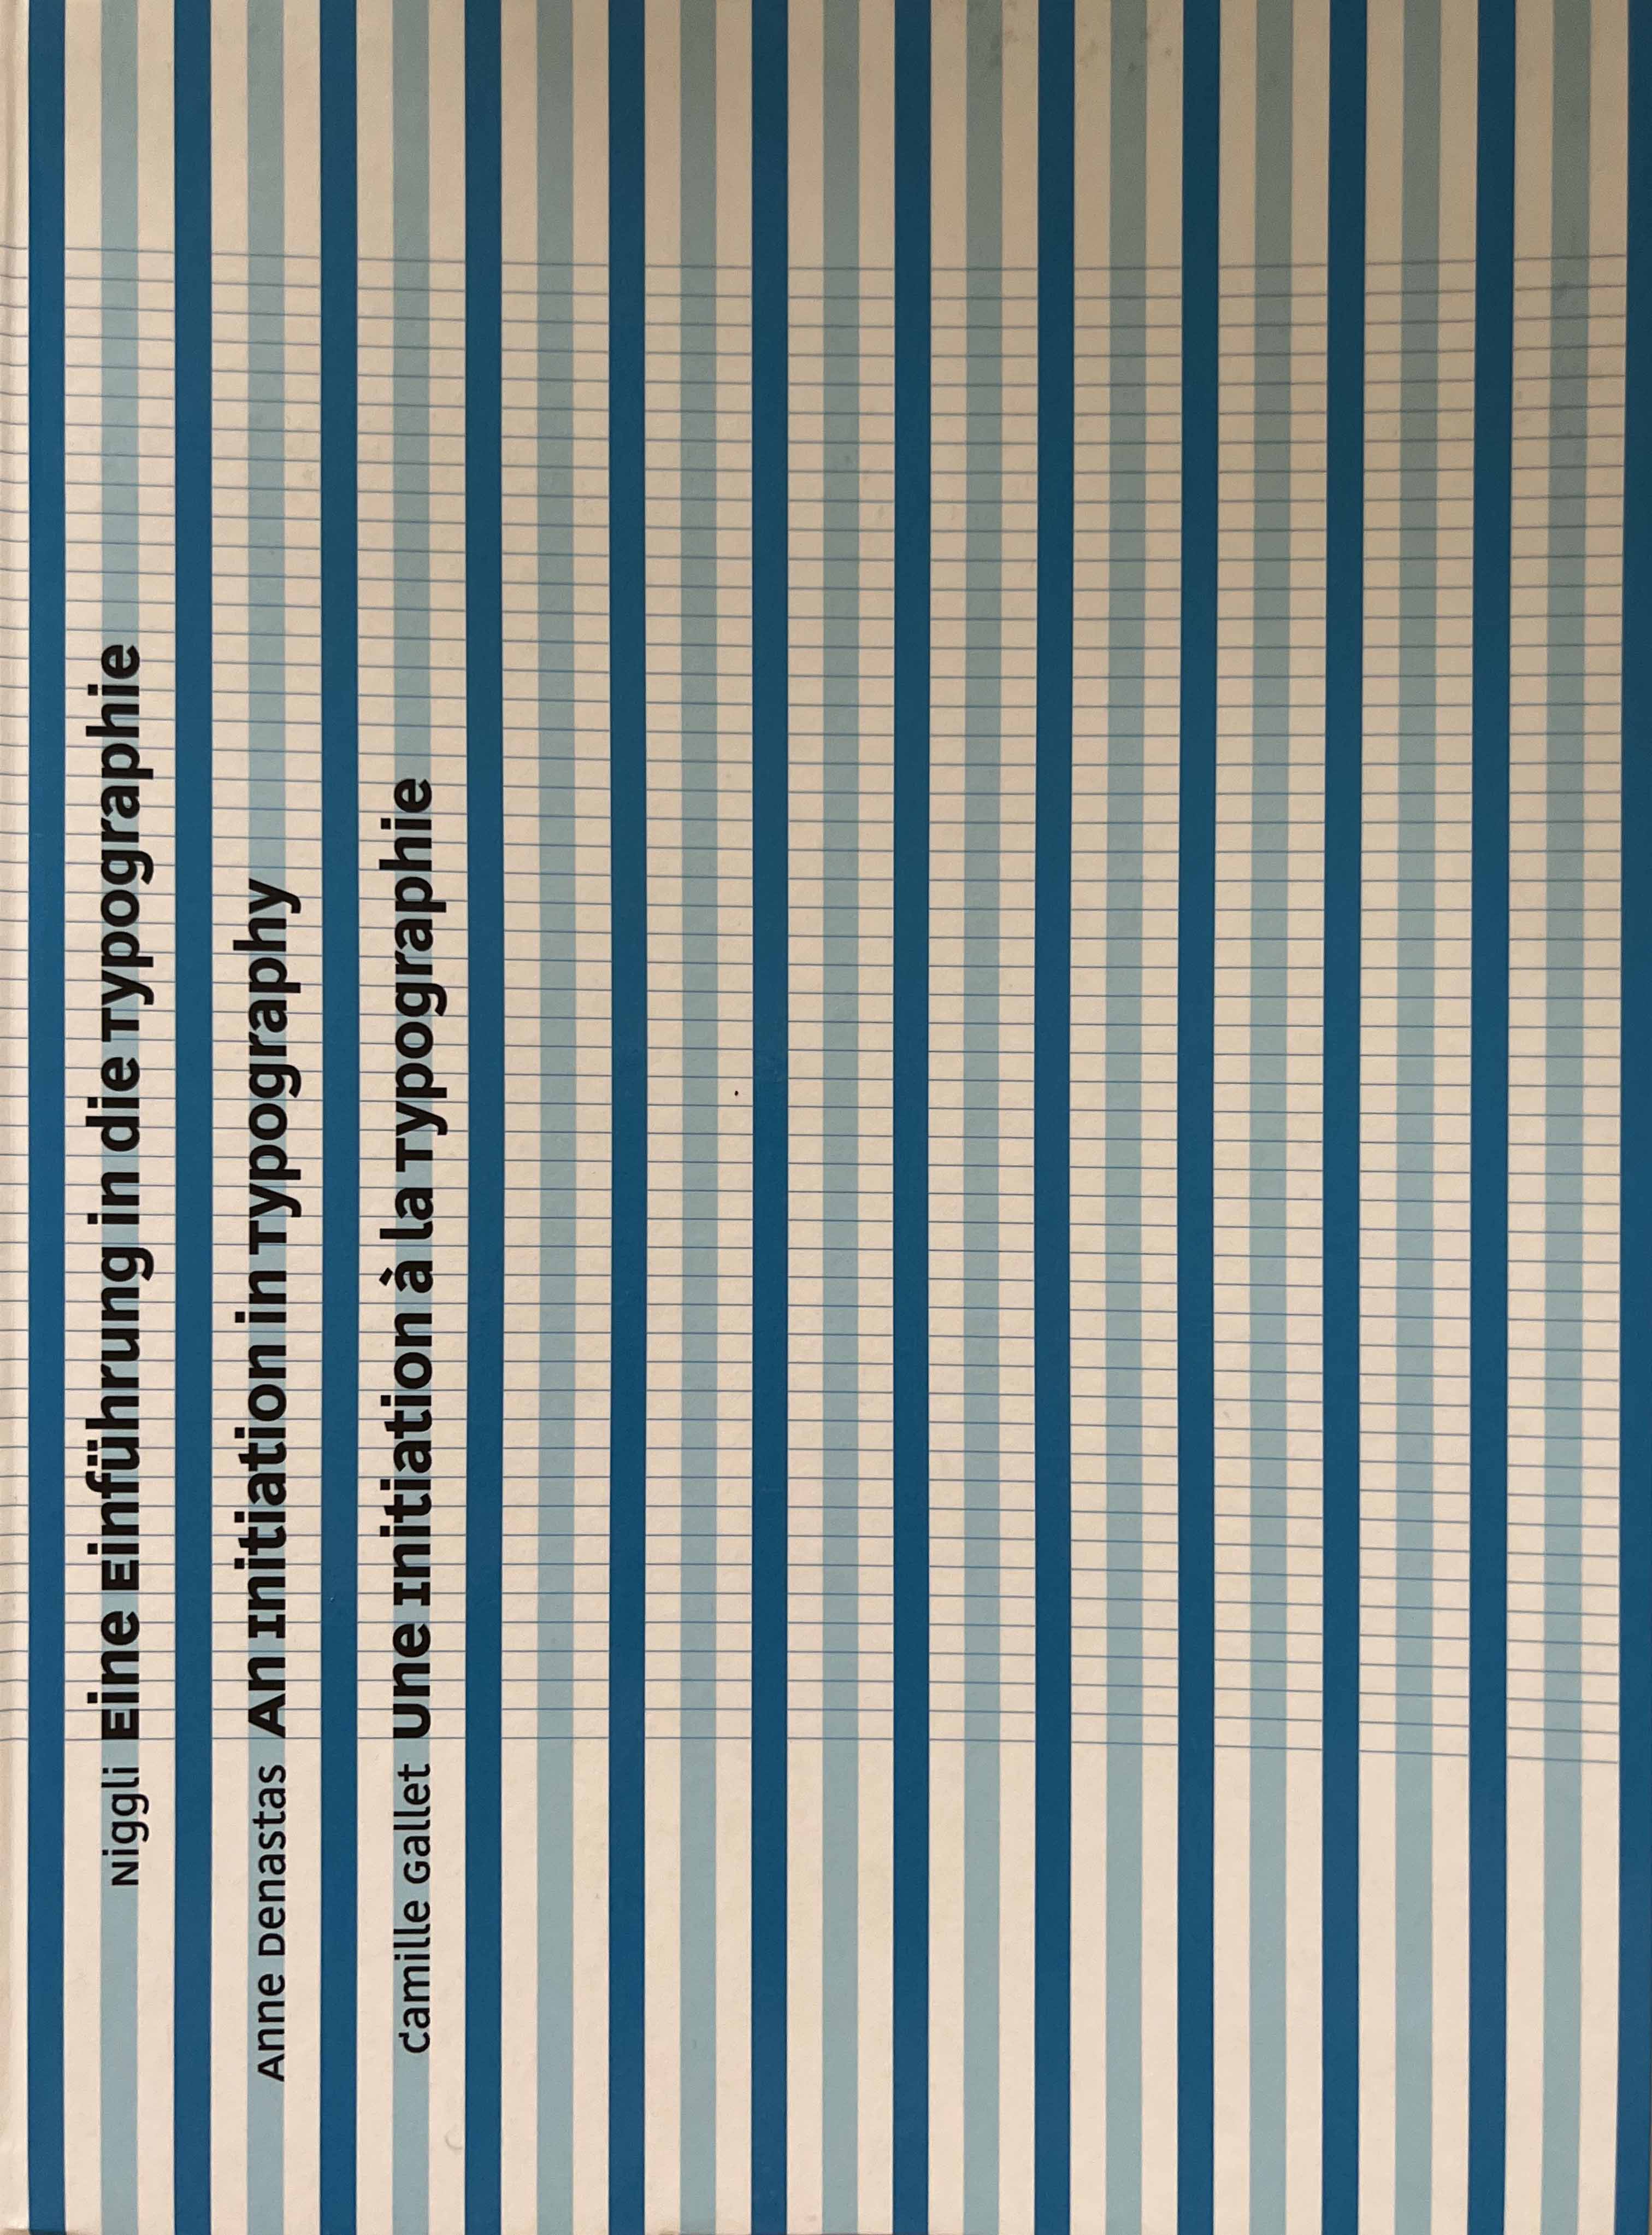 Niggli Eine Einführung in die Typographie
Anne Denastas An Initiation in Typography
Camille Gallet Une Initiation à la Typographie